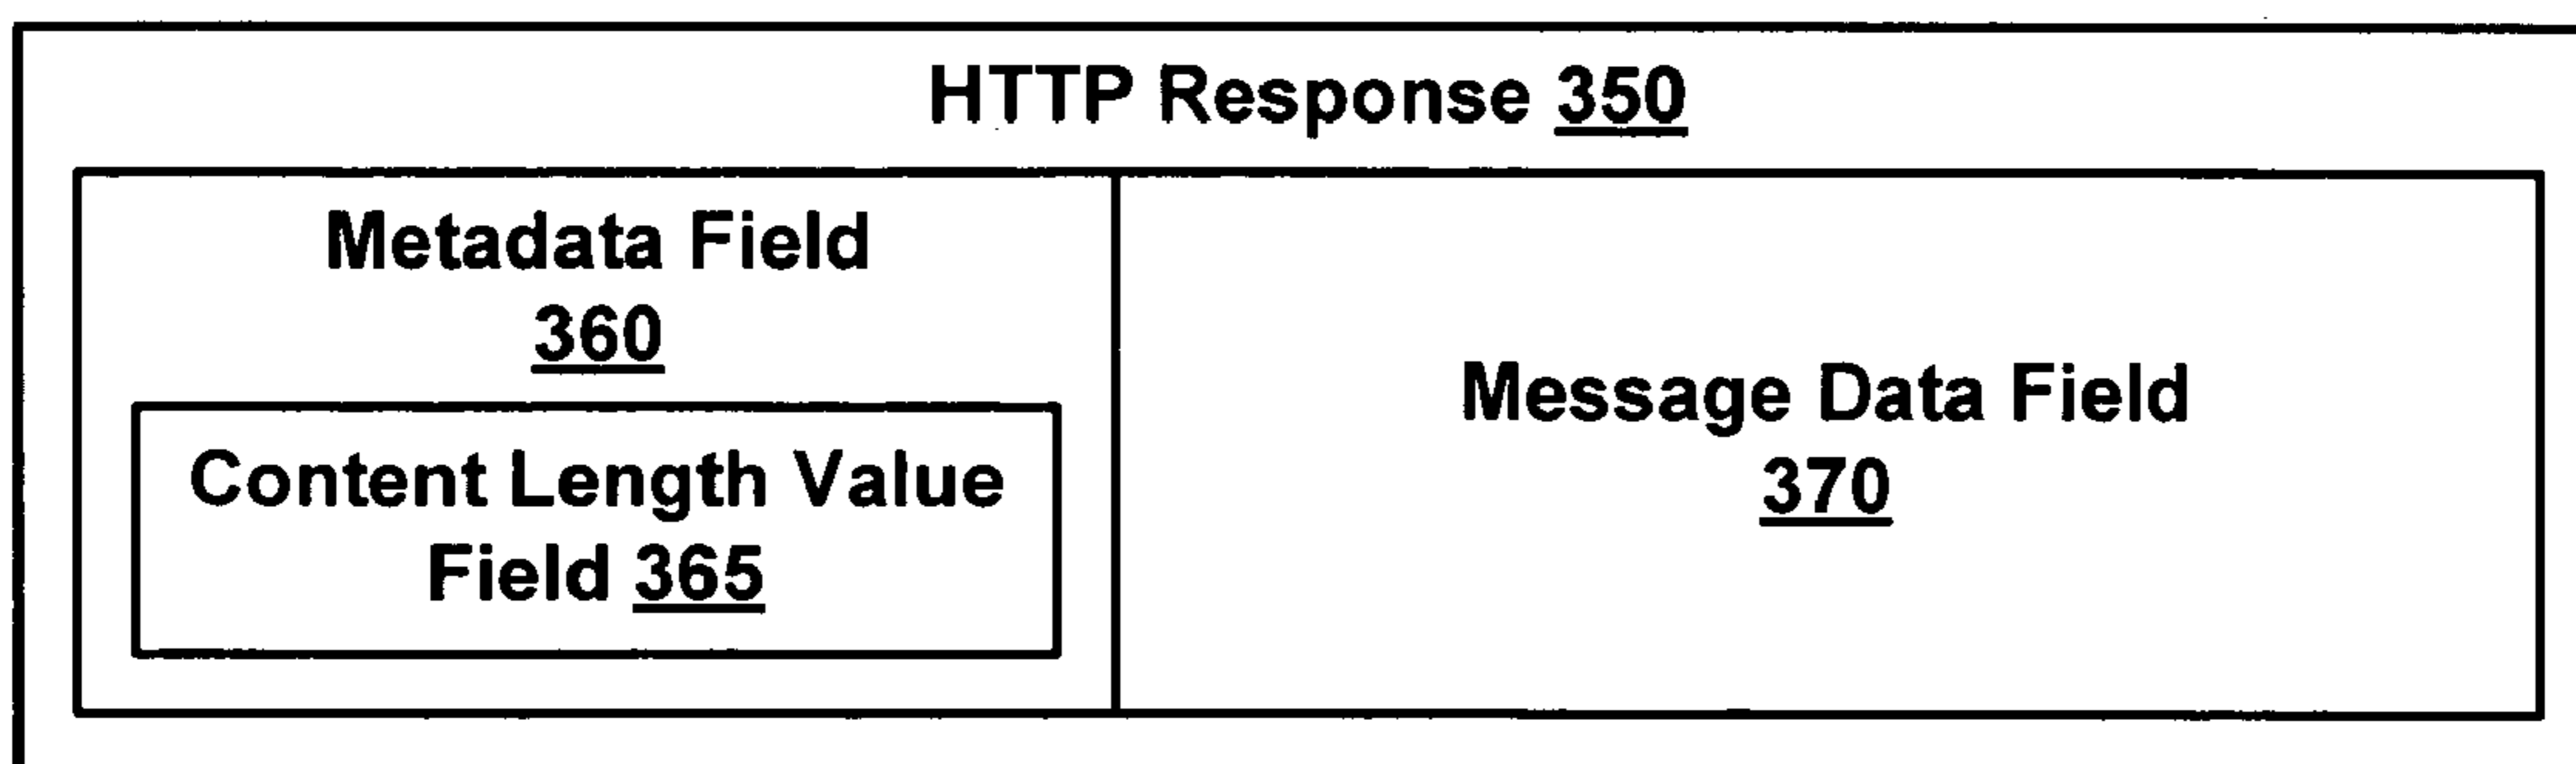 HTTP Response 350
Metadata Field
360
Content Length Value
Field 365
Message Data Field
370